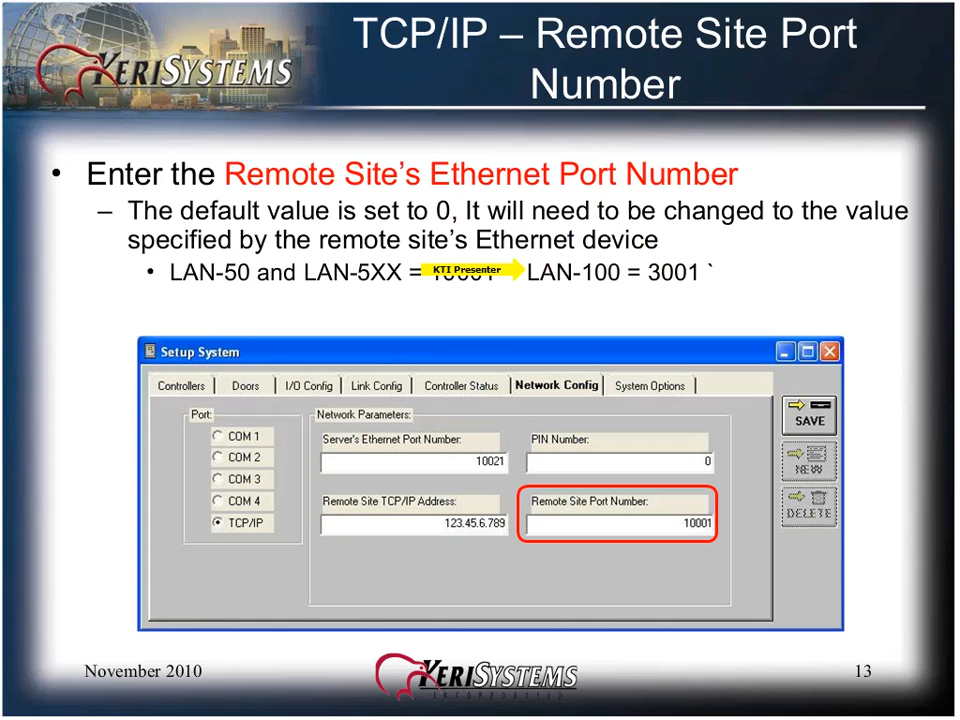 KERISYSTEMS
TCP/IP – Remote Site Port
Number
• Enter the Remote Site’s Ethernet Port Number
– The default value is set to 0, It will need to be changed to the value
specified by the remote site’s Ethernet device
• LAN-50 and LAN-5XX = KTI Presenter LAN-100 = 3001 `
Setup System
Controllers Doors I/O Config Link Config Controller Status Network Config System Options
Port: Network Parameters:
SAVE
COM 1
COM 2
COM 3
COM 4
TCP/IP
Server's Ethernet Port Number: PIN Number:
10021 0
Remote Site TCP/IP Address: Remote Site Port Number:
123.45.6.789 10001
NEW
DELETE
November 2010
KERISYSTEMS
INCORPORATED
13